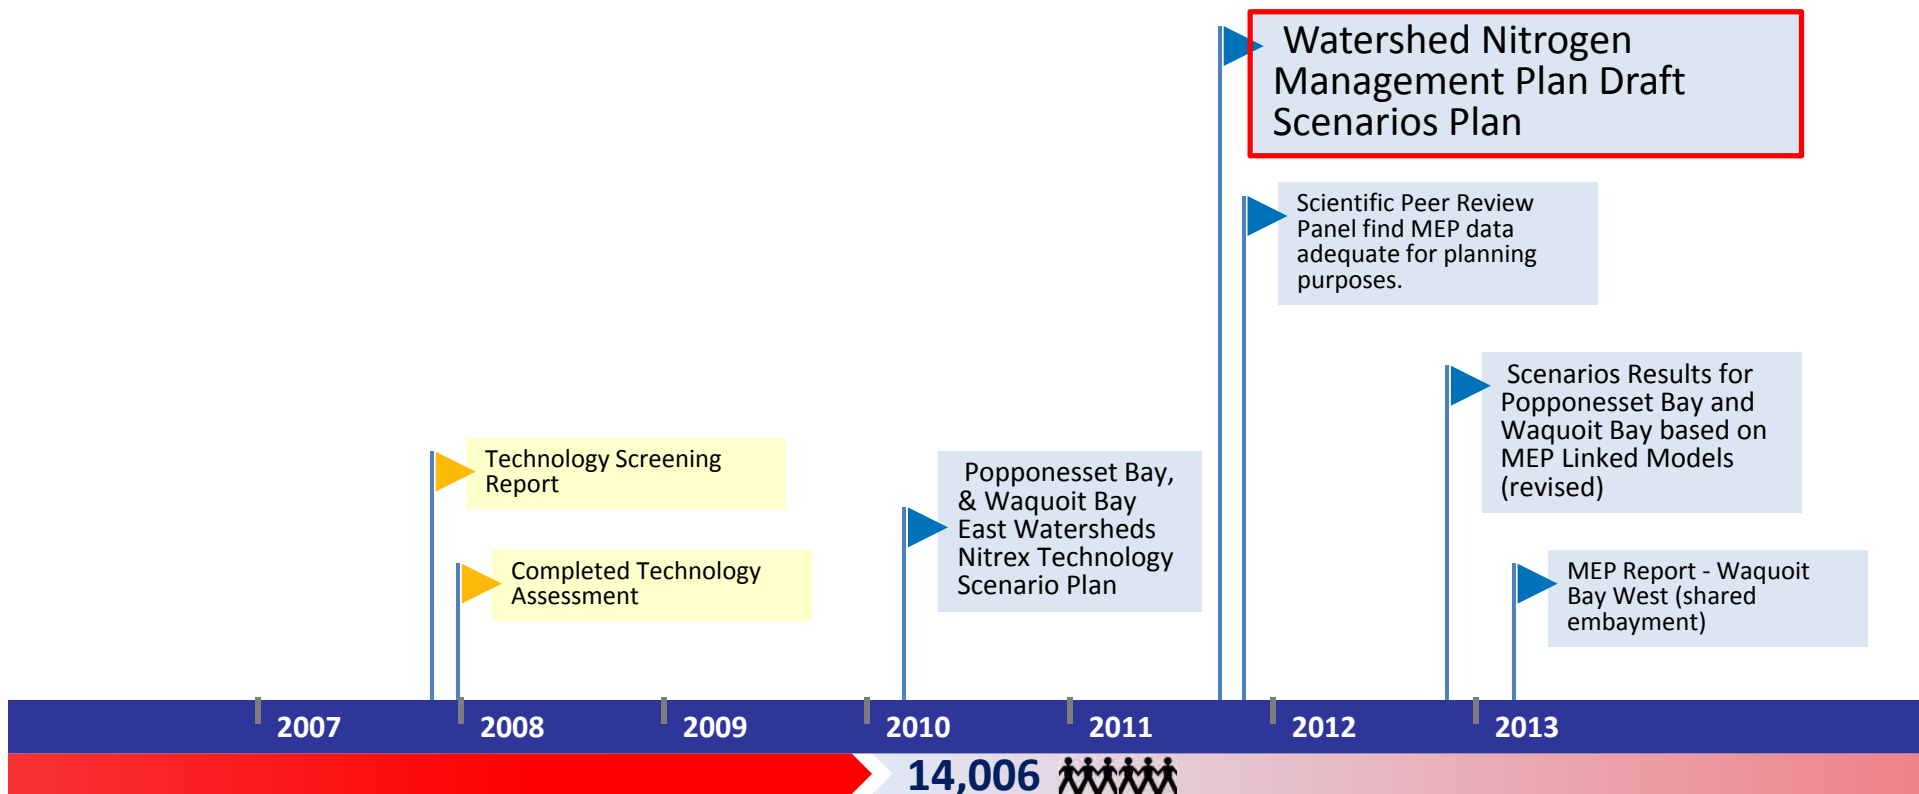 Watershed Nitrogen
Management Plan Draft
Scenarios Plan
Scientific Peer Review
Panel find MEP data
adequate for planning
purposes.
Scenarios Results for
Popponesset Bay and
Waquoit Bay based on
MEP Linked Models
(revised)
Technology Screening
Report
Popponesset Bay,
& Waquoit Bay
East Watersheds
Nitrex Technology
Scenario Plan
Completed Technology
Assessment
MEP Report - Waquoit
Bay West (shared
embayment)
2007 2008 2009 2010 2011 2012 2013
14,006